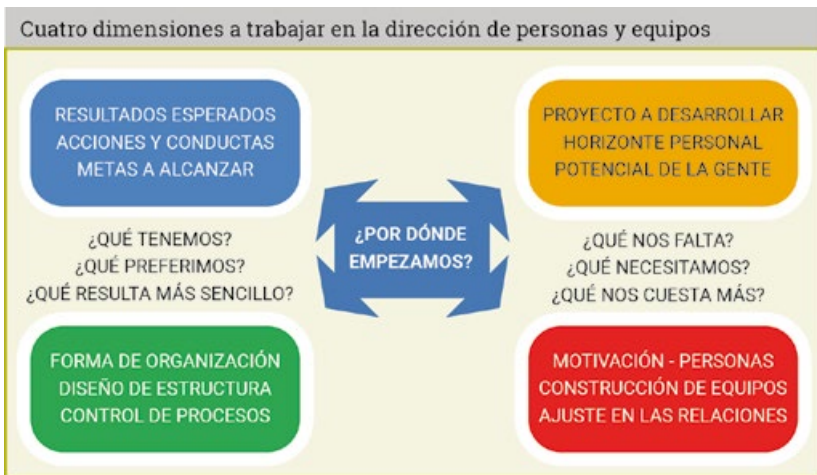 Cuatro dimensiones a trabajar en la dirección de personas y equipos
RESULTADOS ESPERADOS
ACCIONES Y CONDUCTAS
METAS A ALCANZAR
PROYECTO A DESARROLLAR
HORIZONTE PERSONAL
POTENCIAL DE LA GENTE
¿QUÉ TENEMOS?
¿QUÉ PREFERIMOS?
¿QUÉ RESULTA MÁS SENCILLO?
¿POR DÓNDE
EMPEZAMOS?
¿QUÉ NOS FALTA?
¿QUÉ NECESITAMOS?
¿QUÉ NOS CUESTA MÁS?
FORMA DE ORGANIZACIÓN
DISEÑO DE ESTRUCTURA
CONTROL DE PROCESOS
MOTIVACIÓN - PERSONAS
CONSTRUCCIÓN DE EQUIPOS
AJUSTE EN LAS RELACIONES